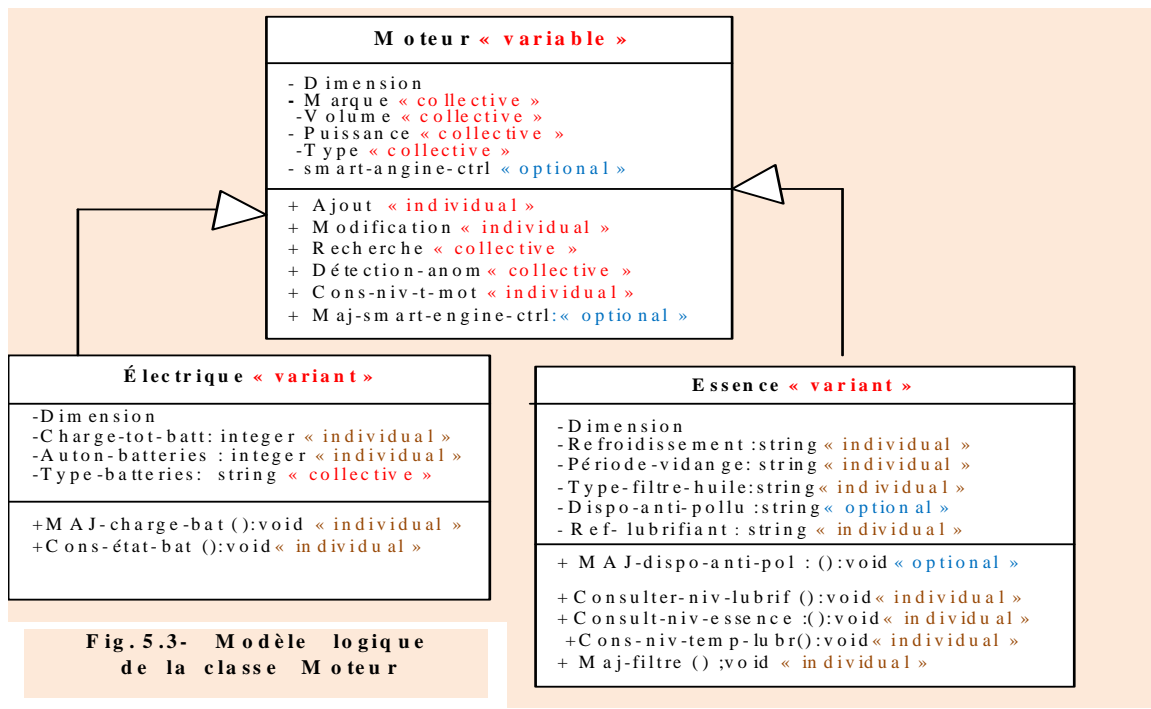 Moteur « variable »
- Dimension
- Marque « collective »
-Volume « collective »
- Puissance « collective »
-Type « collective »
- smart-angine-ctrl « optional »
+ Ajout « individual »
+ Modification « individual »
+ Recherche « collective »
+ Détection-anom « collective »
+ Cons-niv-t-mot « individual »
+ Maj-smart-engine-ctrl:« optional »
Électrique « variant »
-Dimension
-Charge-tot-batt: integer « individual »
-Auton-batteries : integer « individual »
-Type-batteries: string « collective »
+MAJ-charge-bat ():void « individual »
+Cons-état-bat ():void « individual »
Essence « variant »
-Dimension
-Refroidissement :string « individual »
-Période-vidange: string « individual »
-Type-filtre-huile:string « individual »
-Dispo-anti-pollu :string « optional »
- Ref- lubrifiant : string « individual »
+ MAJ-dispo-anti-pol : ():void « optional »
+Consulter-niv-lubrif ():void « individual »
+Consult-niv-essence :():void « individual »
+Cons-niv-temp-lubr():void « individual »
+ Maj-filtre () ;void « individual »
Fig.5.3- Modèle logique
de la classe Moteur